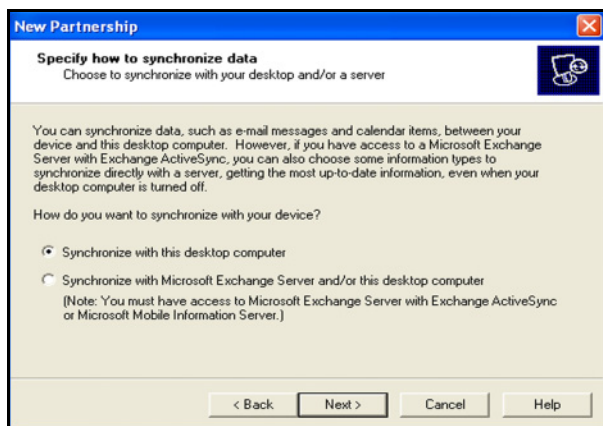 New Partnership
Specify how to synchronize data
Choose to synchronize with your desktop and/or a server
You can synchronize data, such as e-mail messages and calendar items, between your
device and this desktop computer. However, if you have access to a Microsoft Exchange
Server with Exchange ActiveSync, you can also choose some information types to
synchronize directly with a server, getting the most up-to-date information, even when your
desktop computer is turned off.
How do you want to synchronize with your device?
Synchronize with this desktop computer
Synchronize with Microsoft Exchange Server and/or this desktop computer
(Note: You must have access to Microsoft Exchange Server with Exchange ActiveSync
or Microsoft Mobile Information Server.)
< Back Next > Cancel Help